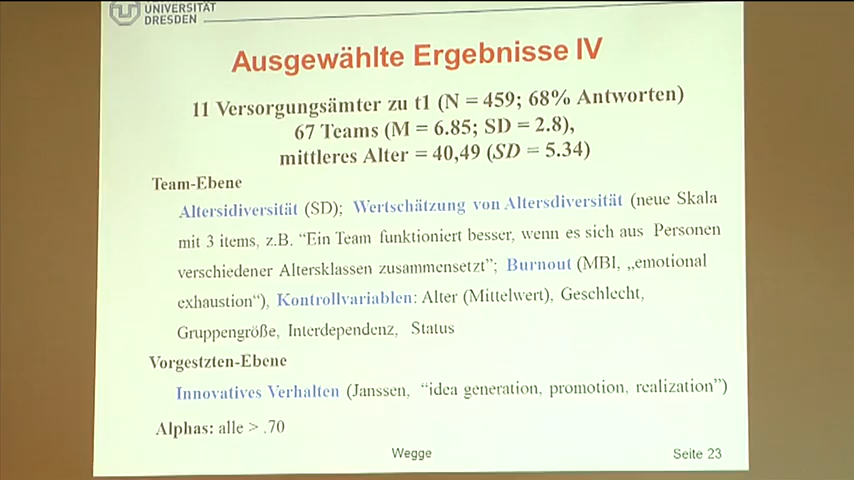 UNIVERSITÄT
DRESDEN
Ausgewählte Ergebnisse IV
11 Versorgungsämter zu t1 (N = 459; 68% Antworten)
67 Teams (M = 6.85; SD = 2.8),
mittleres Alter = 40,49 (SD = 5.34)
Team-Ebene
Altersidiversität (SD); Wertschätzung von Altersdiversität (neue Skala
mit 3 items, z.B. “Ein Team funktioniert besser, wenn es sich aus Personen
verschiedener Altersklassen zusammensetzt”; Burnout (MBI, „emotional
exhaustion“), Kontrollvariablen: Alter (Mittelwert), Geschlecht,
Gruppengröße, Interdependenz, Status
Vorgestzten-Ebene
Innovatives Verhalten (Janssen, “idea generation, promotion, realization”)
Alphas: alle > .70
Wegge
Seite 23